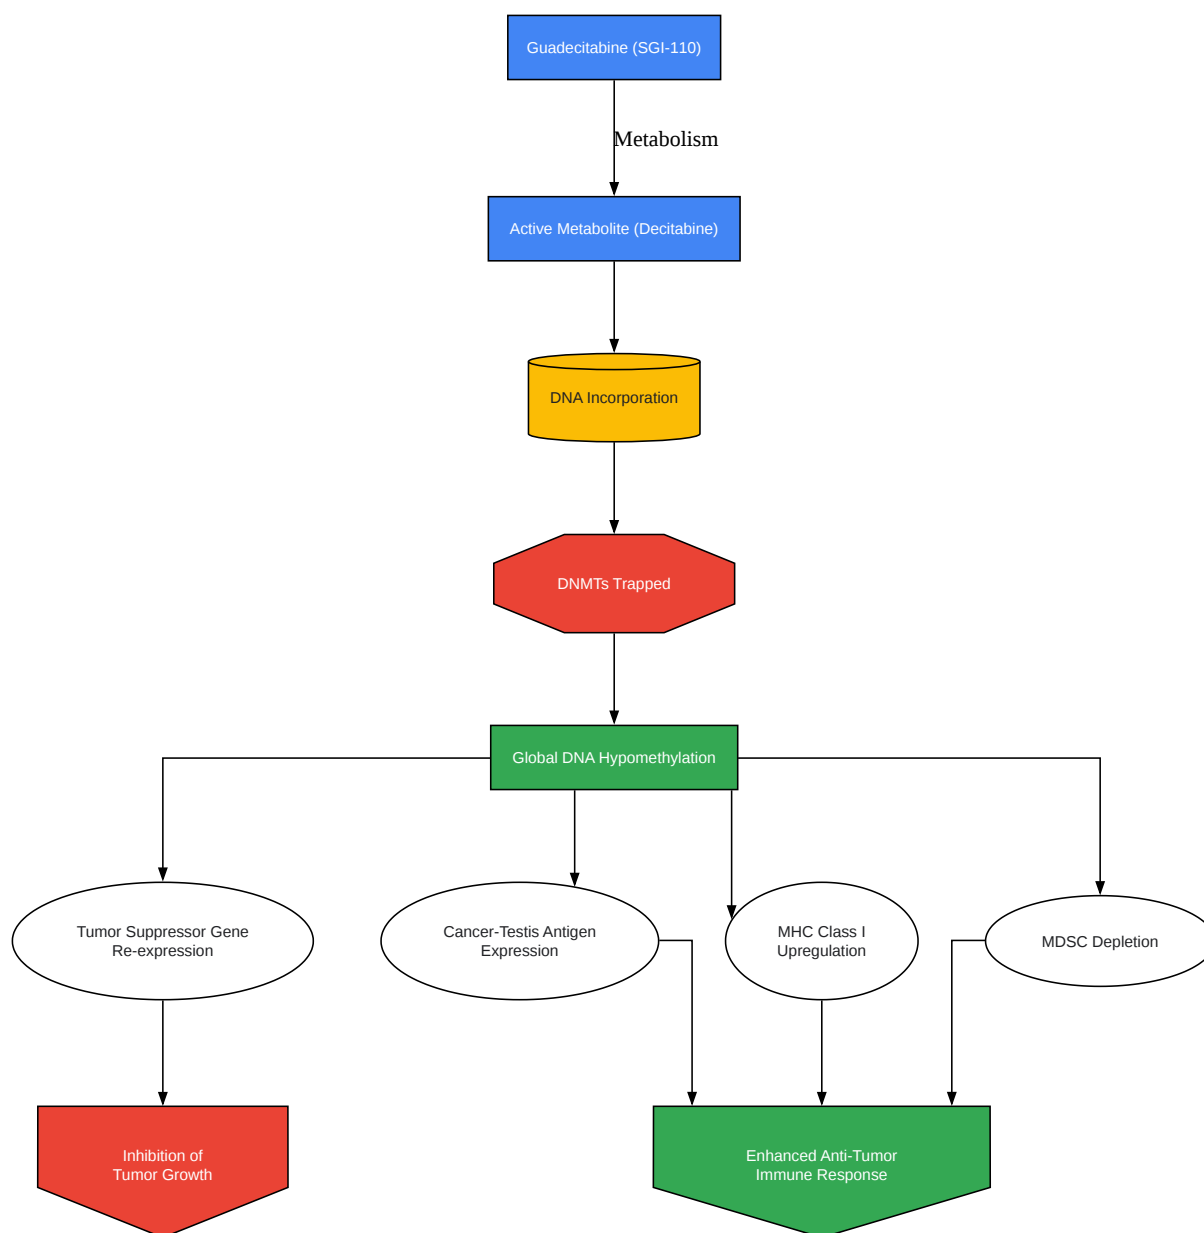 Guadecitabine (SGI-110)
Metabolism
Active Metabolite (Decitabine)
DNA Incorporation
DNMTs Trapped
Global DNA Hypomethylation
Tumor Suppressor Gene
Re-expression
Cancer-Testis Antigen
Expression
MHC Class I
Upregulation
MDSC Depletion
Inhibition of
Tumor Growth
Enhanced Anti-Tumor
Immune Response